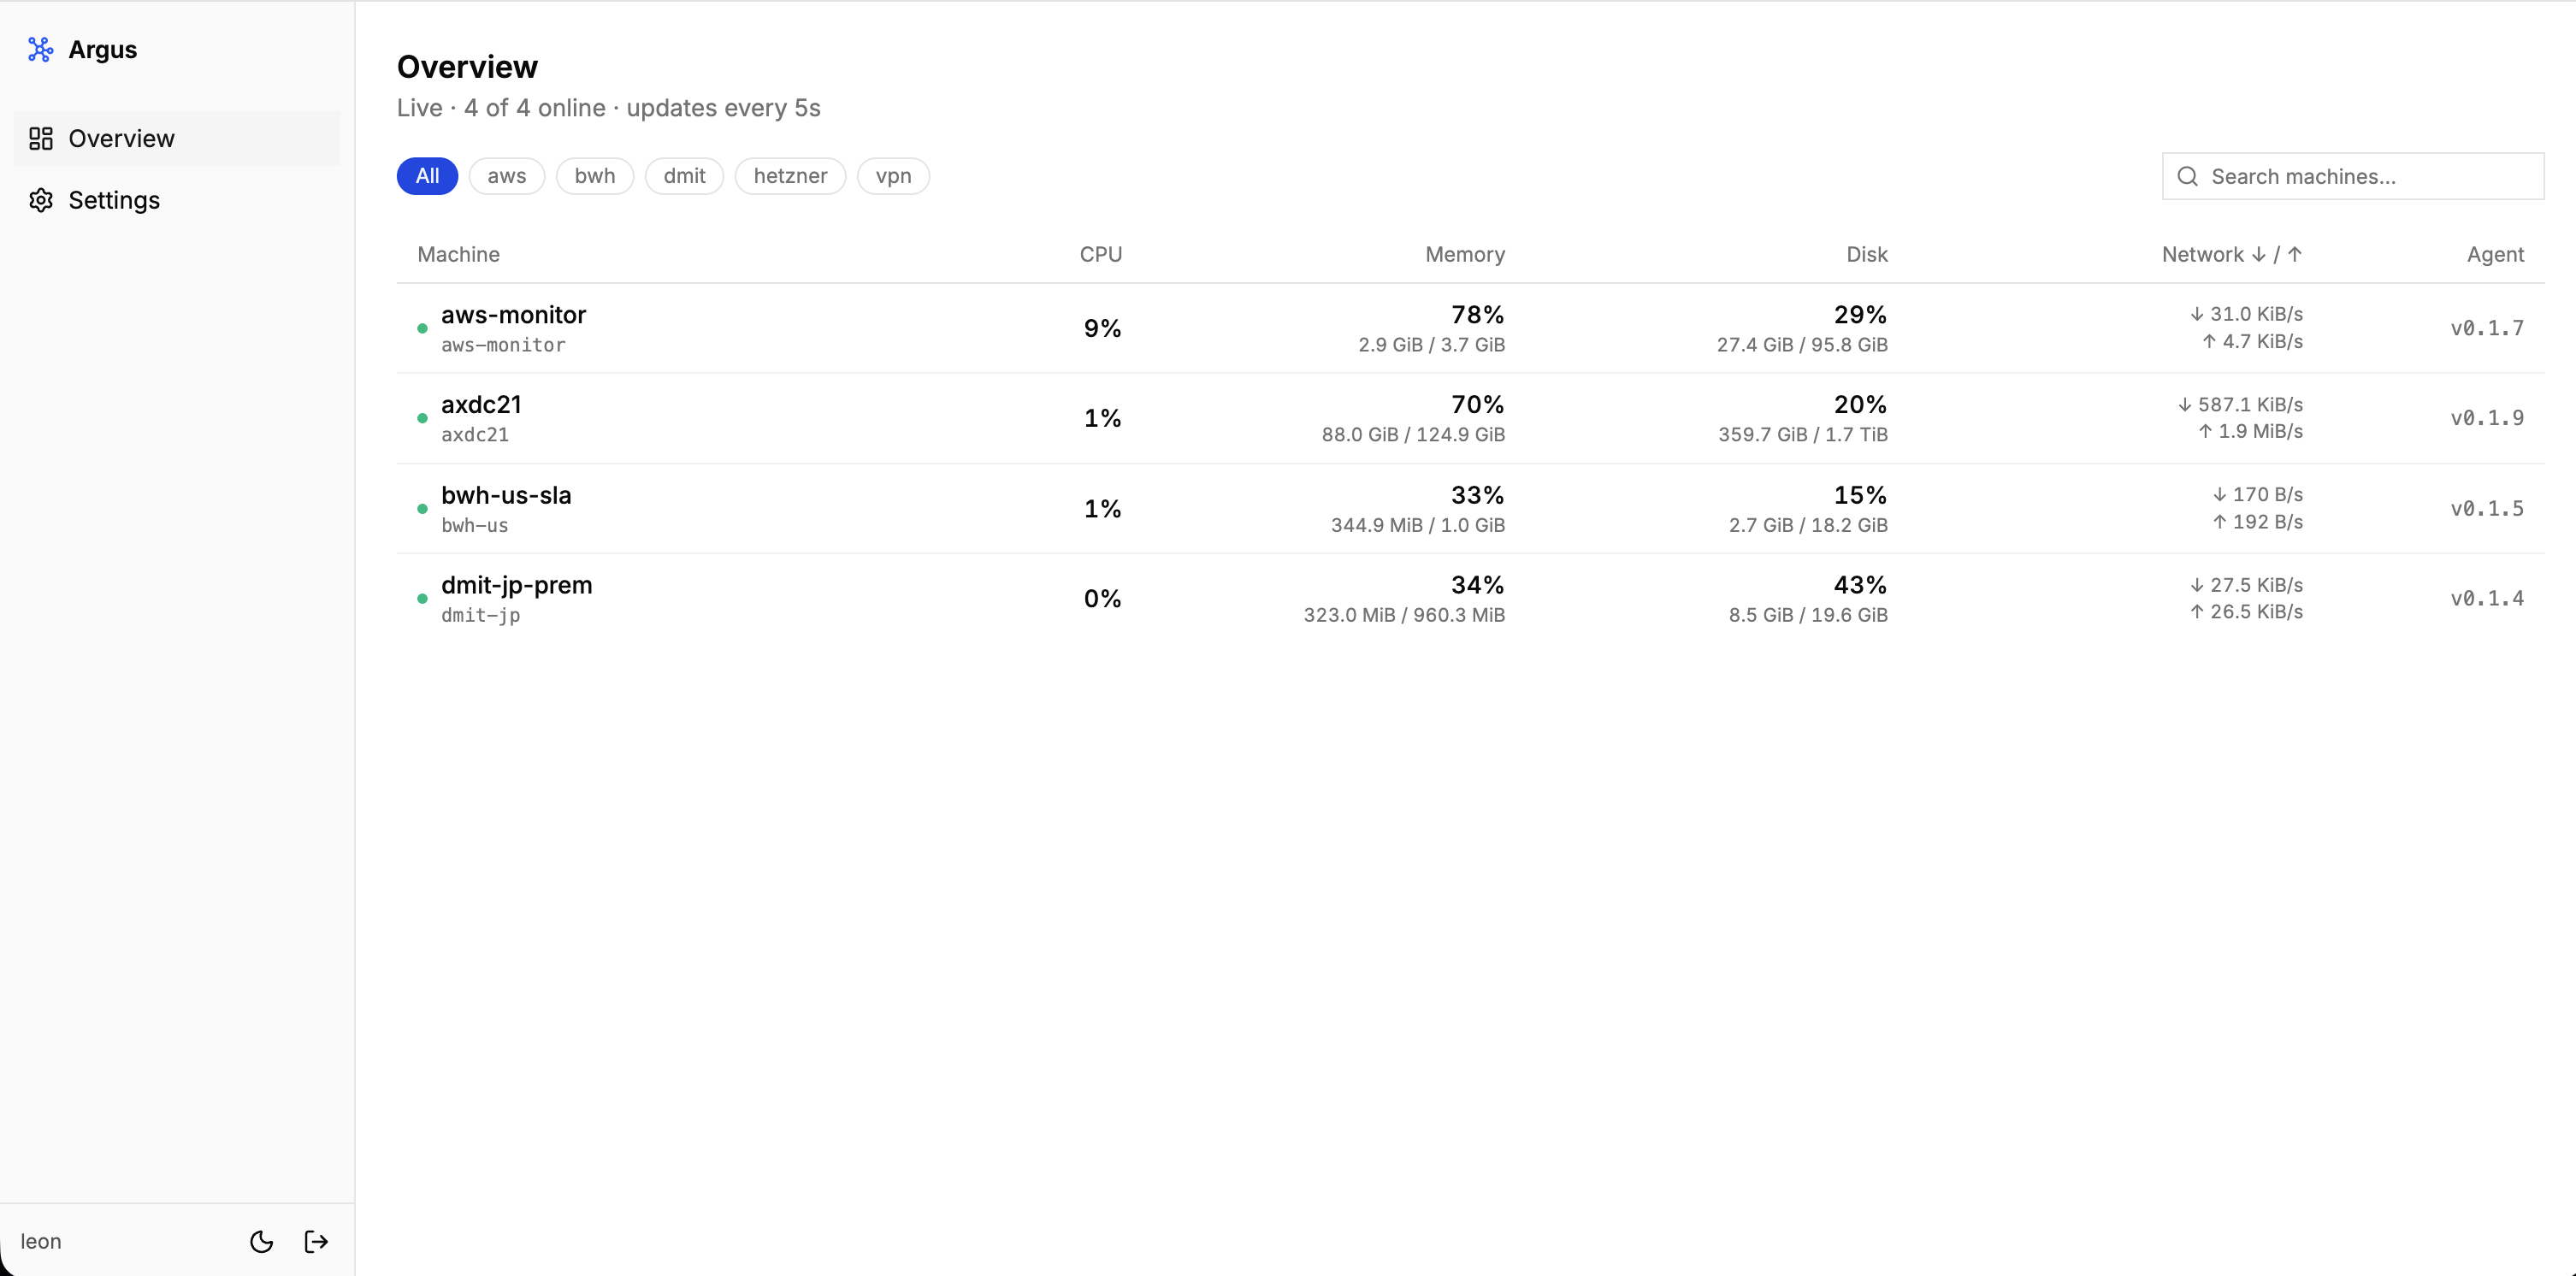 Argus
Overview
Settings
Overview
Live · 4 of 4 online · updates every 5s
All aws bwh dmit hetzner vpn
Search machines...
Machine CPU Memory Disk Network ↓ / ↑ Agent
aws-monitor
aws-monitor
9%
78%
2.9 GiB / 3.7 GiB
29%
27.4 GiB / 95.8 GiB
↓ 31.0 KiB/s
↑ 4.7 KiB/s
v0.1.7
axdc21
axdc21
1%
70%
88.0 GiB / 124.9 GiB
20%
359.7 GiB / 1.7 TiB
↓ 587.1 KiB/s
↑ 1.9 MiB/s
v0.1.9
bwh-us-sla
bwh-us
1%
33%
344.9 MiB / 1.0 GiB
15%
2.7 GiB / 18.2 GiB
↓ 170 B/s
↑ 192 B/s
v0.1.5
dmit-jp-prem
dmit-jp
0%
34%
323.0 MiB / 960.3 MiB
43%
8.5 GiB / 19.6 GiB
↓ 27.5 KiB/s
↑ 26.5 KiB/s
v0.1.4
leon